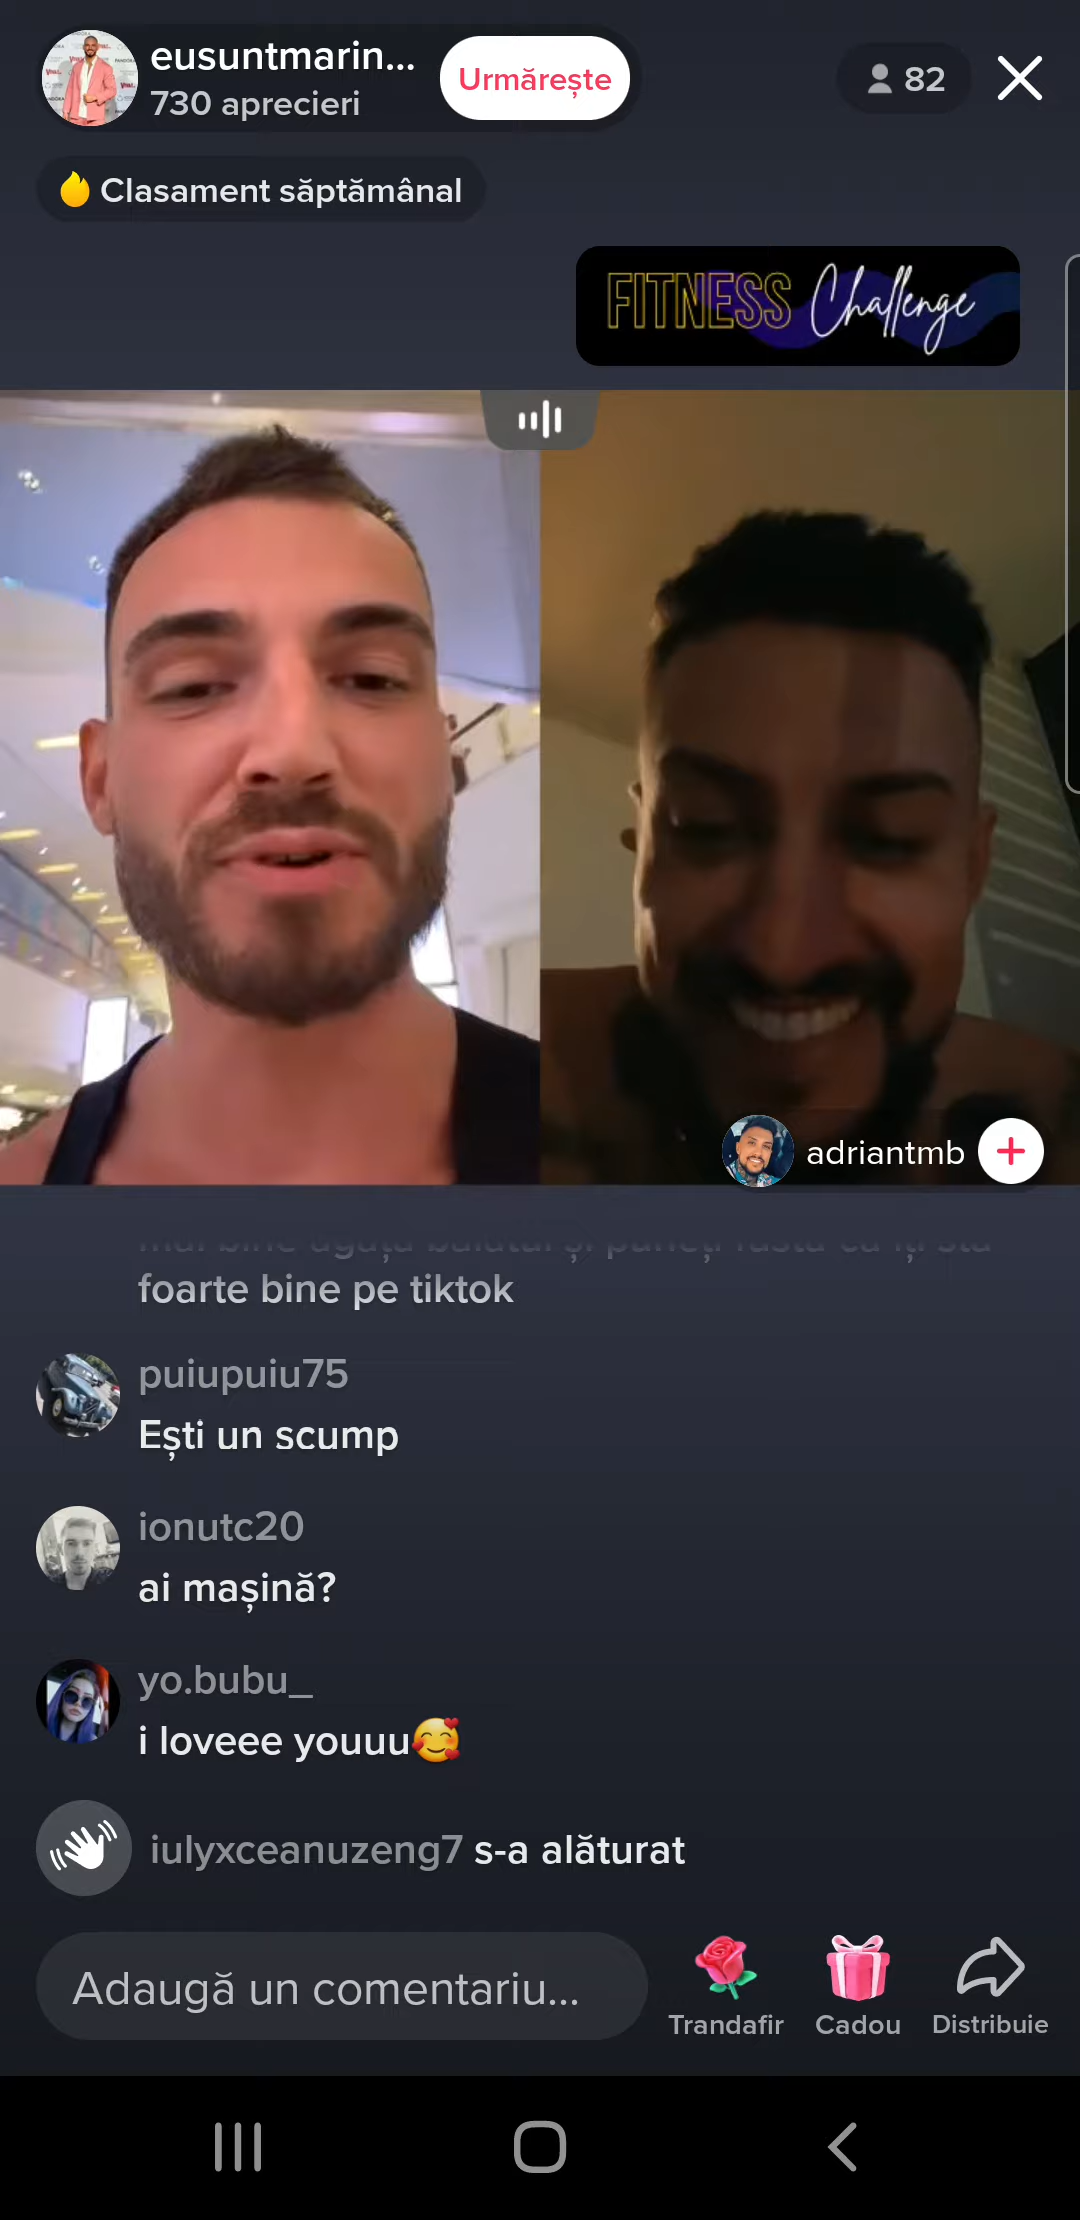 eusuntmarin...
730 aprecieri
Urmărește
82
Clasament săptămânal
FITNESS Challenge
adriantmb
foarte bine pe tiktok
puiupuiu75
Ești un scump
ionutc20
ai mașină?
yo.bubu_
i loveee youuu🥰
iulyxceanuzeng7 s-a alăturat
Adaugă un comentariu...
Trandafir
Cadou
Distribuie